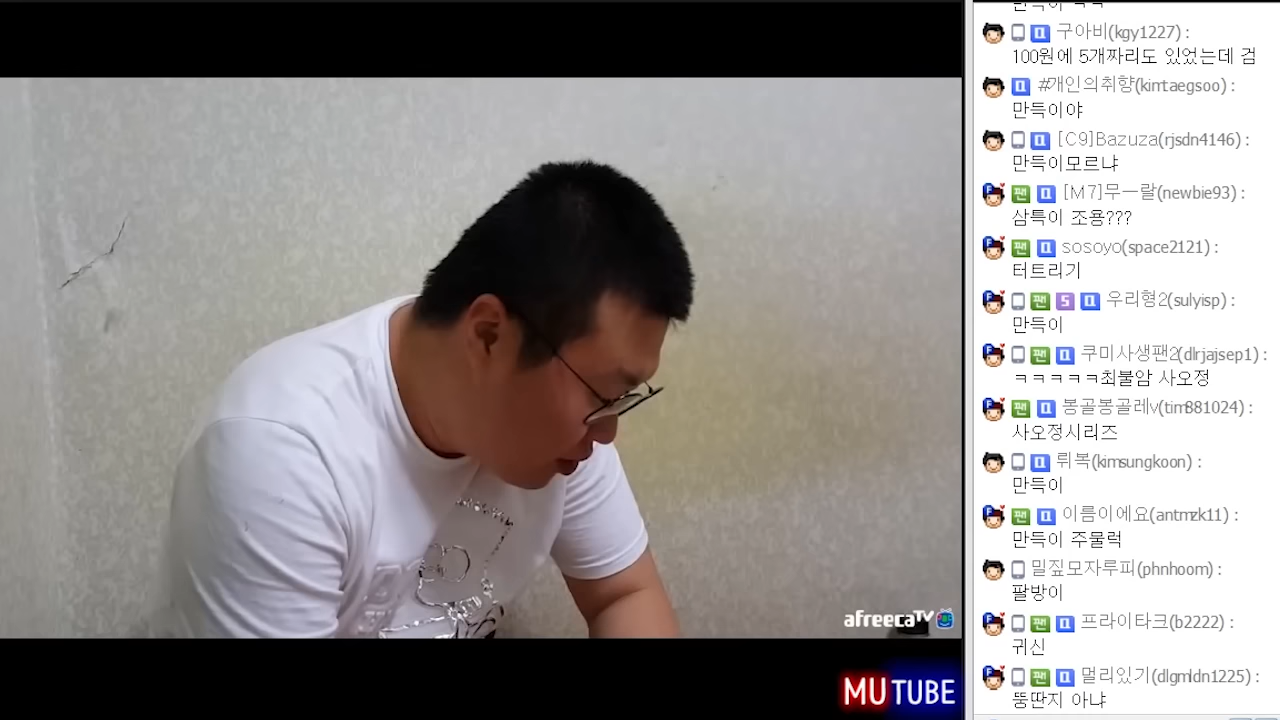 구아비(kgy1227) :
100원에 5개짜리도 있었는데 검
#개인의취향(kimtaegsoo) :
만득이야
[C9]Bazuza(rjsdn4146) :
만득이모르냐
[M7]무ㅡ랄(newbie93) :
삼특이 조용???
sosoyo(space2121) :
터트리기
우리형2(sulyisp) :
만득이
쿠미사생팬2(dlrjajsep1) :
ㅋㅋㅋㅋㅋ최불암 사오정
봉골봉골레v(tim881024) :
사오정시리즈
뤼복(kimsungkoon) :
만득이
이름이에요(antmzk11) :
만득이 주물럭
밀짚모자루피(phnhoom) :
팔방이
프라이타크(b2222) :
귀신
멀리있기(dlgmldn1225) :
뚱딴지 아냐
afreecaTV
MUTUBE